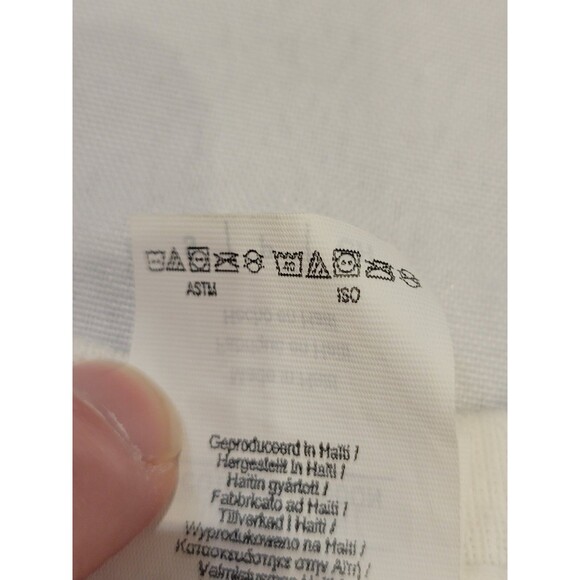 ASTM ISO
Geproduceerd in Haïti /
Hergestellt in Haiti /
Haitin gyártott /
Fabbricato ad Haiti /
Tillverkad i Haiti /
Wyprodukowano na Haiti /
Κατασκευάστηκε στην Αϊτή /
Valmistusmaa